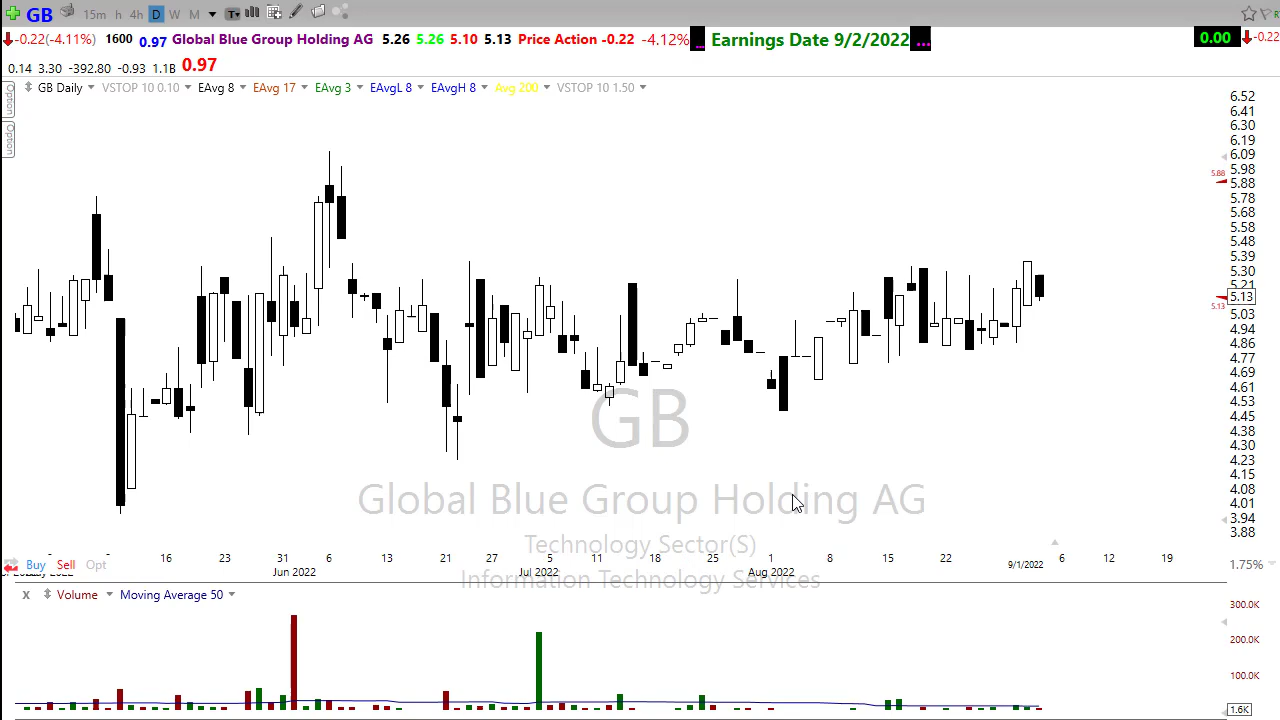 GB 15m h 4h D W M T
-0.22(-4.11%) 1600 0.97 Global Blue Group Holding AG 5.26 5.26 5.10 5.13 Price Action -0.22 -4.12% ... Earnings Date 9/2/2022 ... 0.00 -0.22
0.14 3.30 -392.80 -0.93 1.1B 0.97
GB Daily VSTOP 10 0.10 EAvg 8 EAvg 17 EAvg 3 EAvgL 8 EAvgH 8 Avg 200 VSTOP 10 1.50
Option
Option
6.52
6.41
6.30
6.19
6.09
5.98
5.88
5.88
5.78
5.68
5.58
5.48
5.39
5.30
5.21
5.13
5.13
5.03
4.94
4.86
4.77
4.69
4.61
4.53
4.45
4.38
4.30
4.23
4.15
4.08
4.01
3.94
3.88
GB
Global Blue Group Holding AG
Technology Sector(S)
Information Technology Services
16 23 31 6 13 21 27 5 11 18 25 1 8 15 22 9/1/2022 6 12 19
Jun 2022 Jul 2022 Aug 2022
Buy Sell Opt
1.75%
x Volume Moving Average 50
300.0K
200.0K
100.0K
1.6K